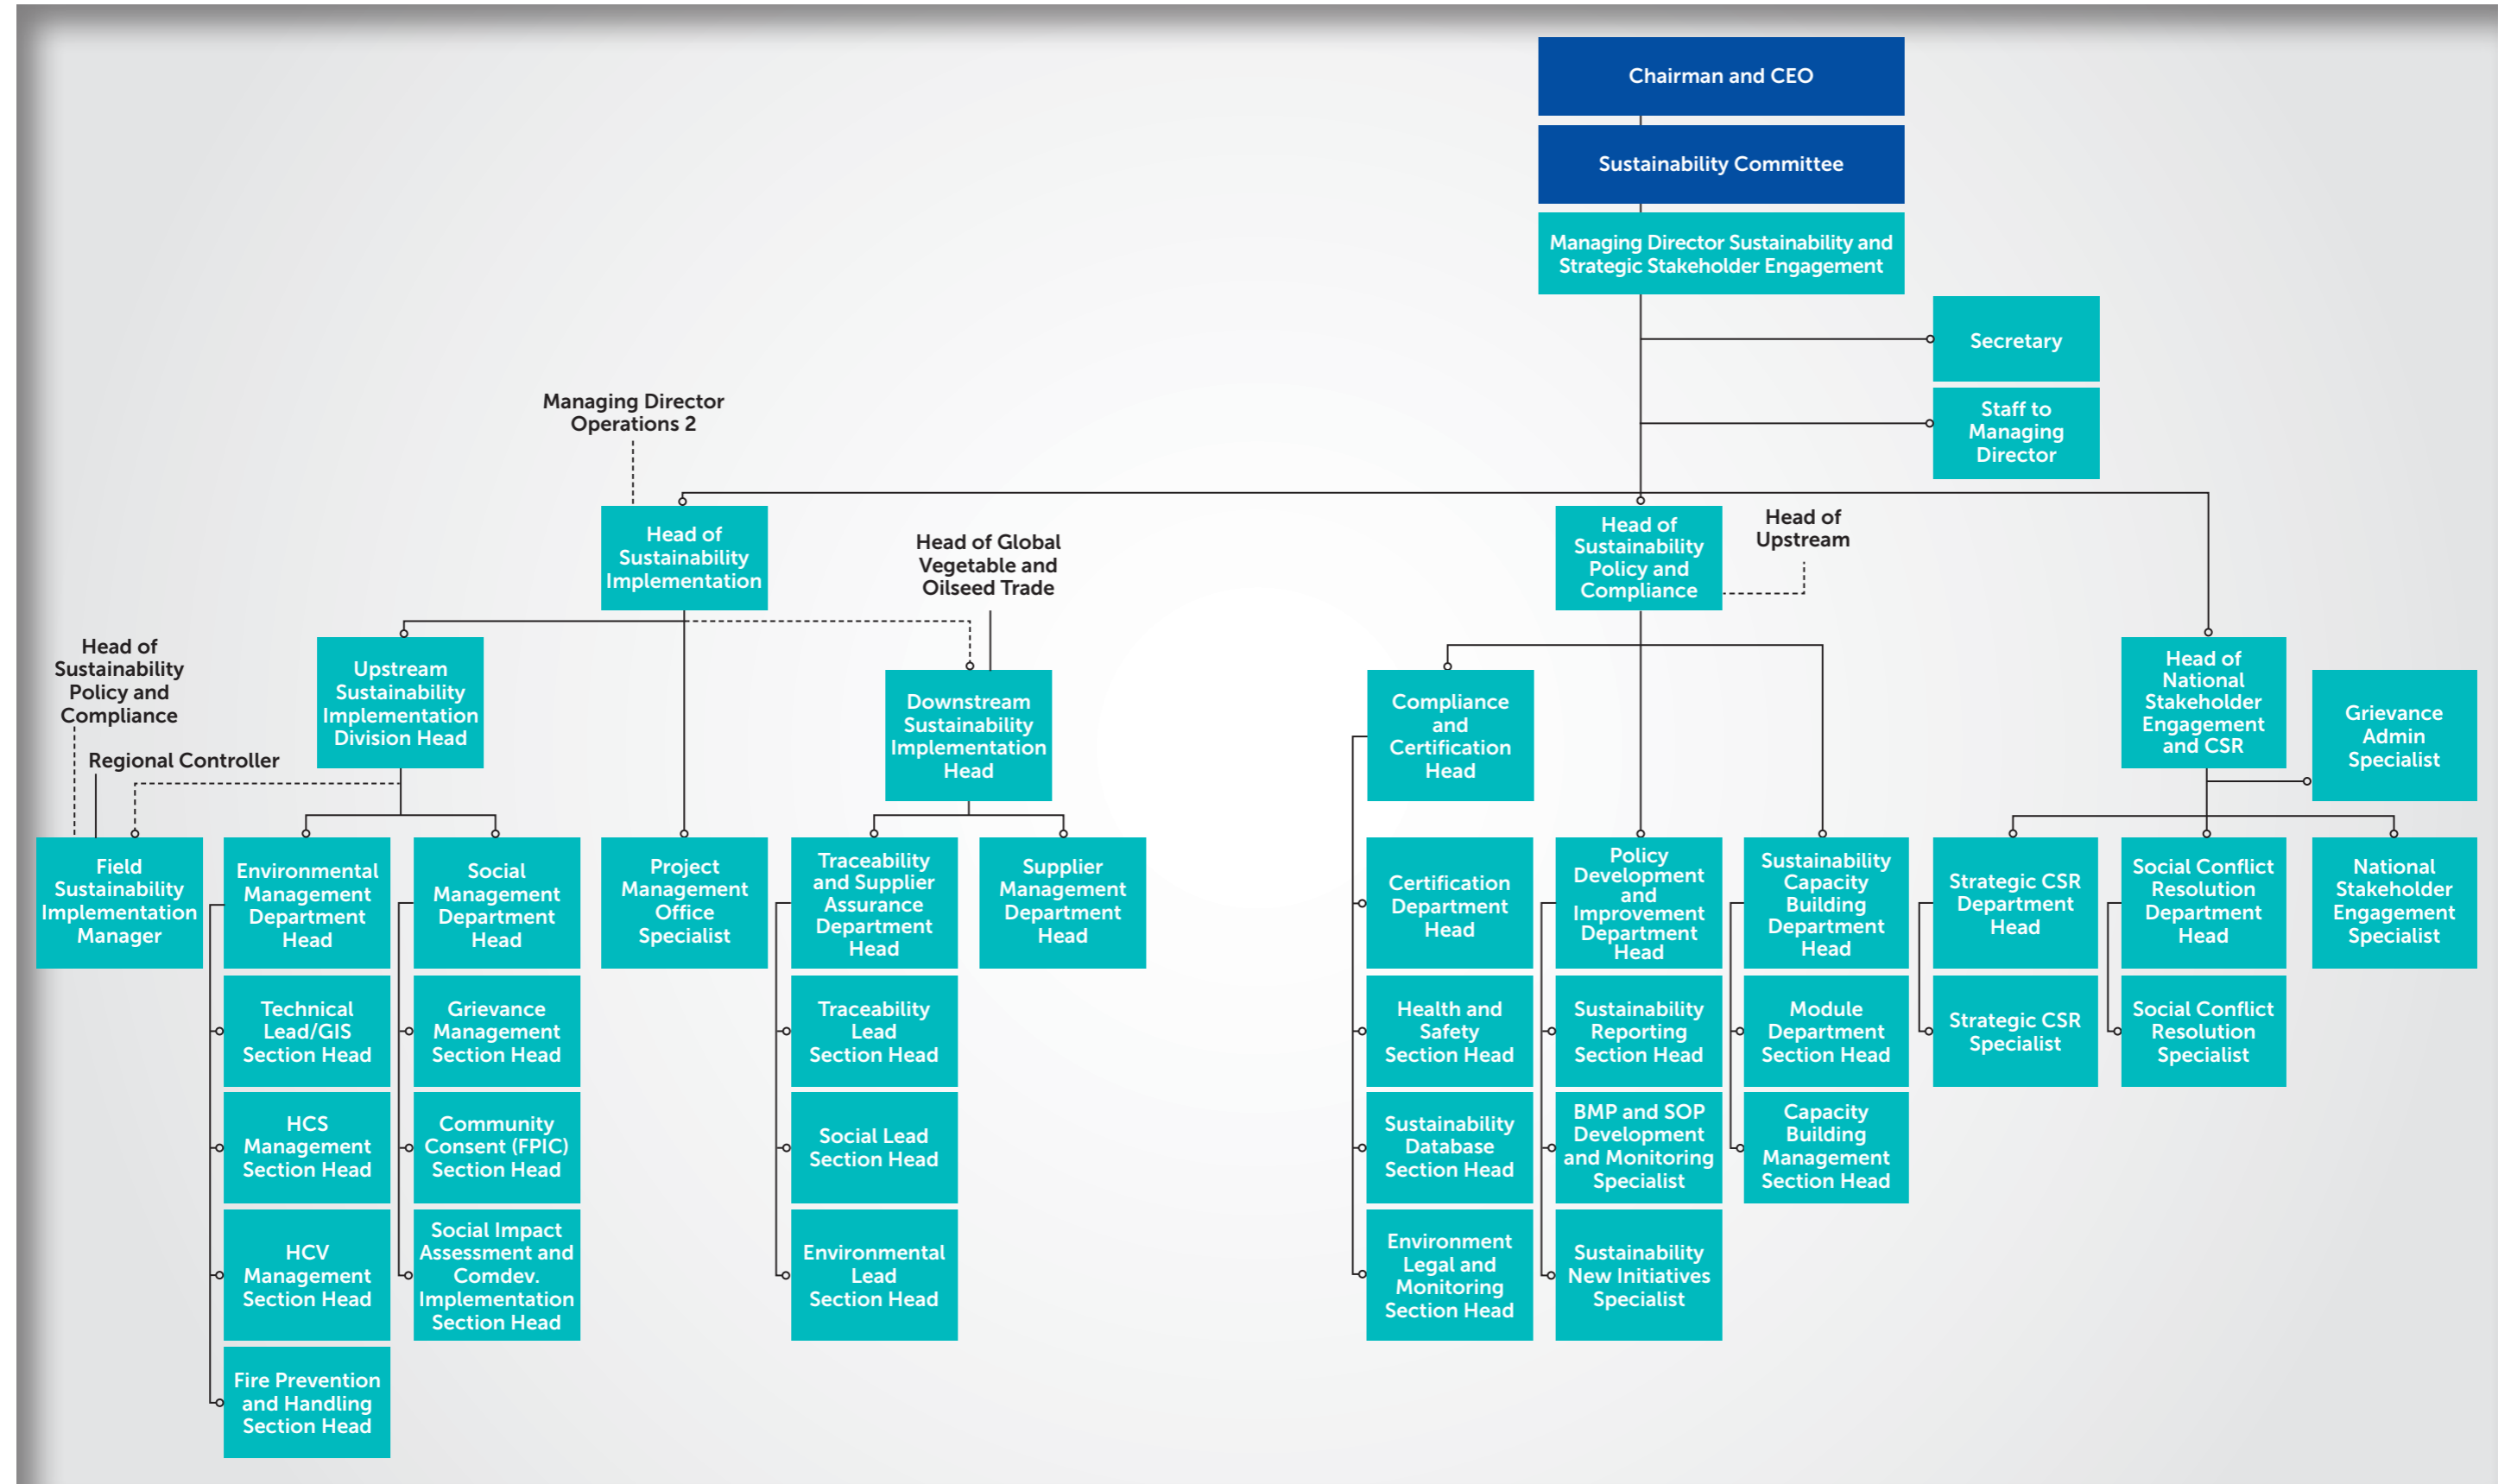 Chairman and CEO
Sustainability Committee
Managing Director Sustainability and
Strategic Stakeholder Engagement
Secretary
Staff to
Managing
Director
Managing Director
Operations 2
Head of
Sustainability
Implementation
Head of Global
Vegetable and
Oilseed Trade
Head of
Sustainability
Policy and
Compliance
Head of
Upstream
Head of
Sustainability
Policy and
Compliance
Regional Controller
Upstream
Sustainability
Implementation
Division Head
Downstream
Sustainability
Implementation
Head
Compliance
and
Certification
Head
Head of
National
Stakeholder
Engagement
and CSR
Grievance
Admin
Specialist
Field
Sustainability
Implementation
Manager
Environmental
Management
Department
Head
Social
Management
Department
Head
Project
Management
Office
Specialist
Traceability
and Supplier
Assurance
Department
Head
Supplier
Management
Department
Head
Certification
Department
Head
Policy
Development
and
Improvement
Department
Head
Sustainability
Capacity
Building
Department
Head
Strategic CSR
Department
Head
Social Conflict
Resolution
Department
Head
National
Stakeholder
Engagement
Specialist
Technical
Lead/GIS
Section Head
Grievance
Management
Section Head
Traceability
Lead
Section Head
Health and
Safety
Section Head
Sustainability
Reporting
Section Head
Module
Department
Section Head
Strategic CSR
Specialist
Social Conflict
Resolution
Specialist
HCS
Management
Section Head
Community
Consent (FPIC)
Section Head
Social Lead
Section Head
Sustainability
Database
Section Head
BMP and SOP
Development
and Monitoring
Specialist
Capacity
Building
Management
Section Head
HCV
Management
Section Head
Social Impact
Assessment and
Comdev.
Implementation
Section Head
Environmental
Lead
Section Head
Environment
Legal and
Monitoring
Section Head
Sustainability
New Initiatives
Specialist
Fire Prevention
and Handling
Section Head